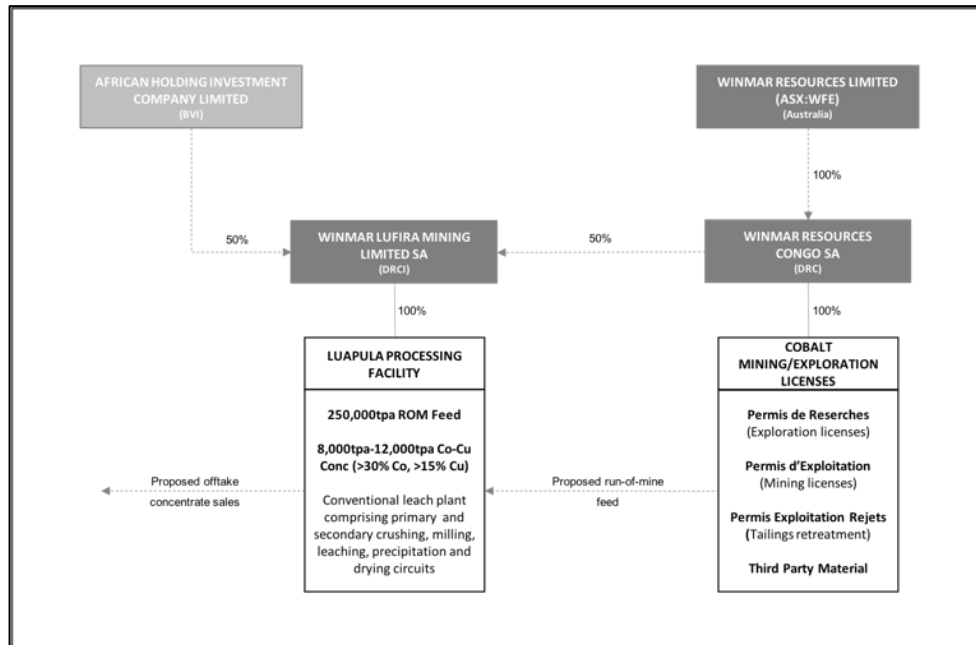 AFRICAN HOLDING INVESTMENT
COMPANY LIMITED
(BVI)
WINMAR RESOURCES LIMITED
(ASX:WFE)
(Australia)
100%
50%
WINMAR LUFIRA MINING
LIMITED SA
(DRCI)
50%
WINMAR RESOURCES
CONGO SA
(DRC)
100%
100%
LUAPULA PROCESSING
FACILITY
250,000tpa ROM Feed
8,000tpa-12,000tpa Co-Cu
Conc (>30% Co, >15% Cu)
Conventional leach plant
comprising primary and
secondary crushing, milling,
leaching, precipitation and
drying circuits
COBALT
MINING/EXPLORATION
LICENSES
Permis de Reserches
(Exploration licenses)
Permis d’Exploitation
(Mining licenses)
Permis Exploitation Rejets
(Tailings retreatment)
Third Party Material
Proposed offtake
concentrate sales
Proposed run-of-mine
feed